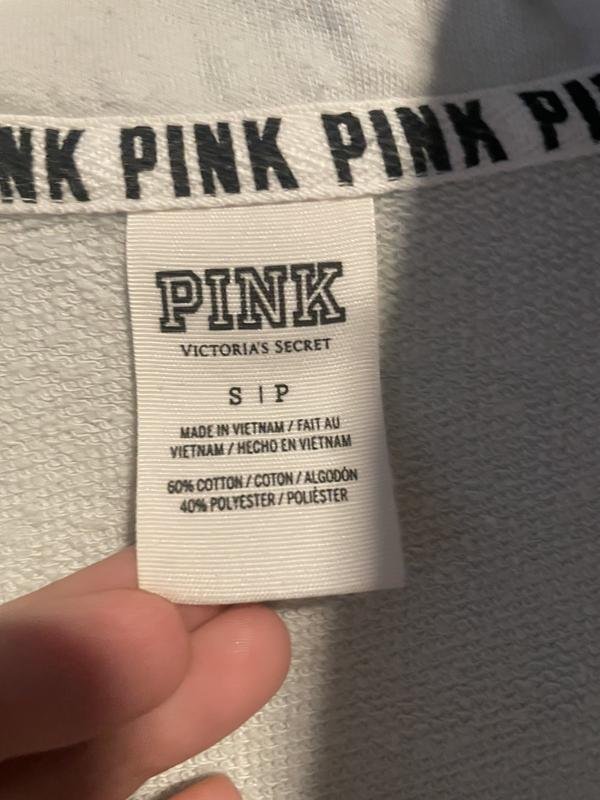 NK PINK PINK PI
PINK
VICTORIA'S SECRET
S | P
MADE IN VIETNAM / FAIT AU
VIETNAM / HECHO EN VIETNAM
60% COTTON / COTON / ALGODÓN
40% POLYESTER / POLIÉSTER